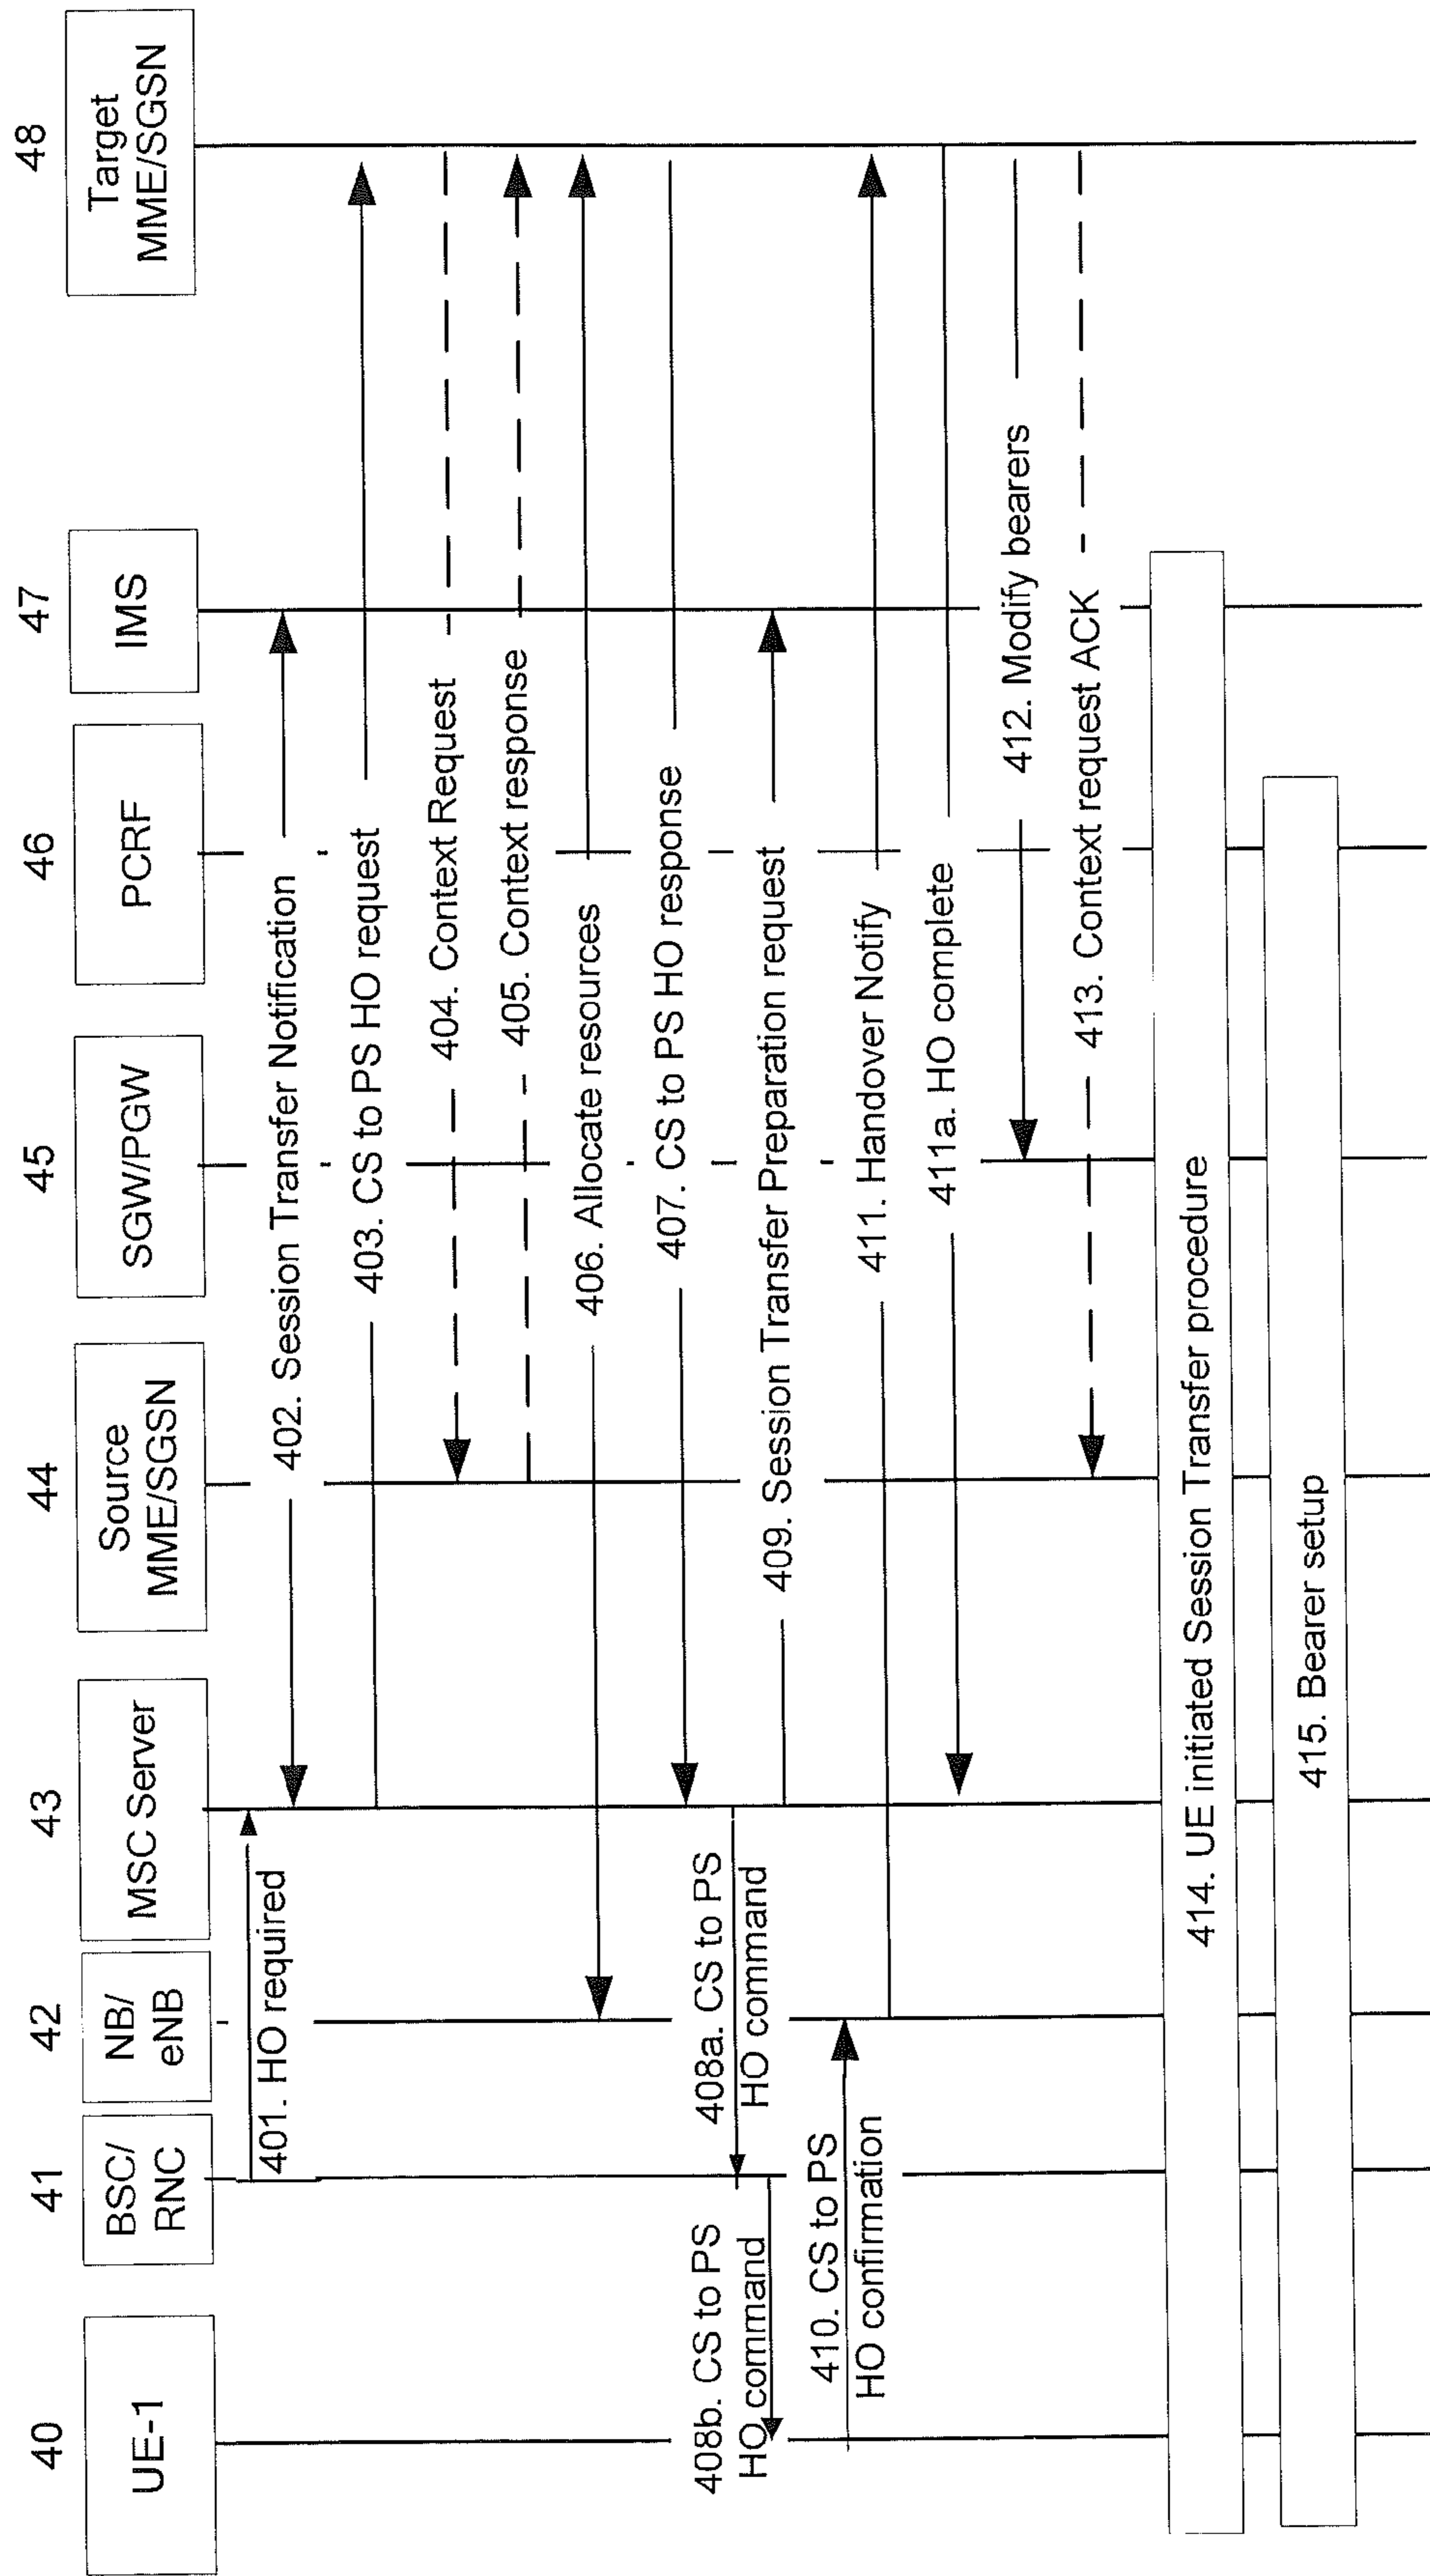 40
41
42
43
44
45
46
47
48
UE-1
BSC/
RNC
NB/
eNB
MSC Server
Source
MME/SGSN
SGW/PGW
PCRF
IMS
Target
MME/SGSN
401. HO required
402. Session Transfer Notification
403. CS to PS HO request
404. Context Request
405. Context response
406. Allocate resources
407. CS to PS HO response
408a. CS to PS
HO command
408b. CS to PS
HO command
409. Session Transfer Preparation request
410. CS to PS
HO confirmation
411. Handover Notify
411a. HO complete
412. Modify bearers
413. Context request ACK
414. UE initiated Session Transfer procedure
415. Bearer setup